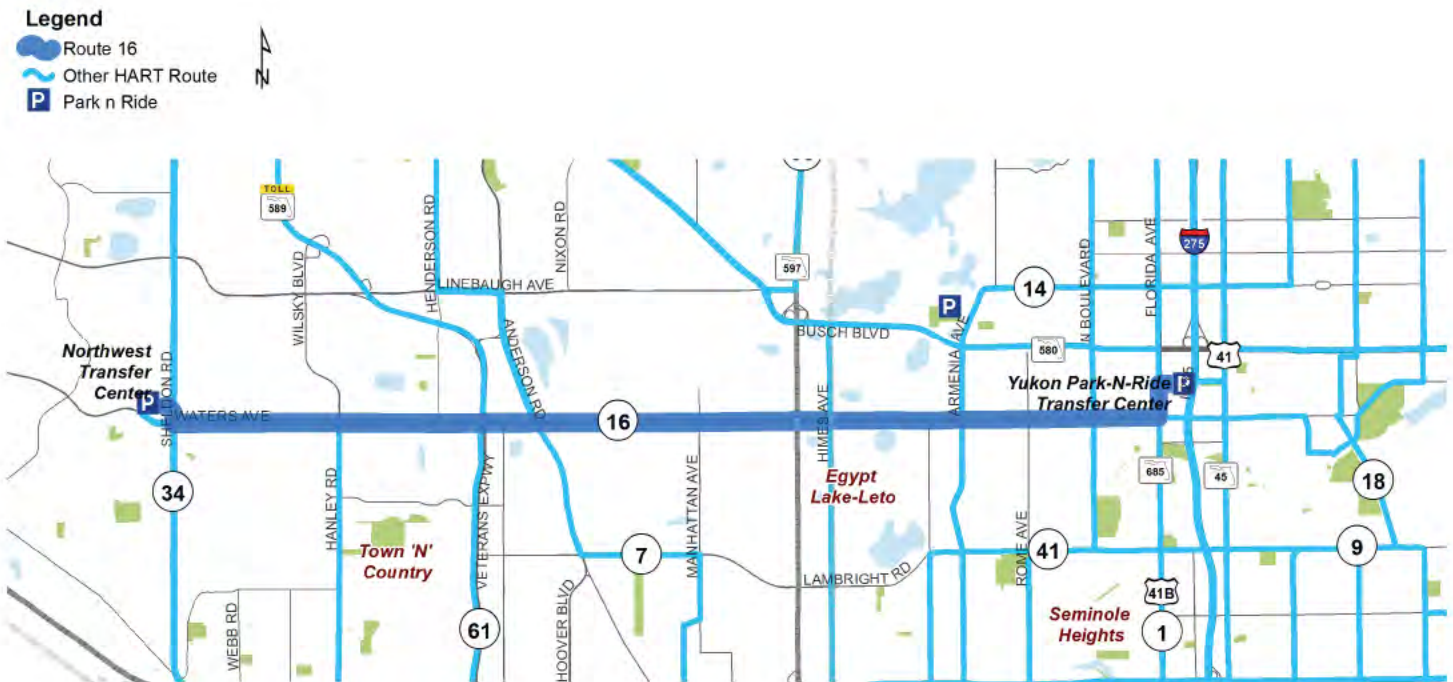 Legend
Route 16
Other HART Route
P
Park n Ride
N
TOLL
589
HENDERSON RD
NIXON RD
597
275
WILSKY BLVD
LINEBAUGH AVE
N BOULEVARD
FLORIDA AVE
14
P
BUSCH BLVD
ARMENIA AVE
580
41
Northwest
Transfer
Center
P
SHELDON RD
WATERS AVE
ANDERSON RD
16
HIMES AVE
Yukon Park-N-Ride
Transfer Center
P
34
HANLEY RD
VETERANS EXPWY
MANHATTAN AVE
Egypt
Lake-Leto
685
45
18
Town 'N'
Country
7
ROME AVE
41
9
LAMBRIGHT RD
WEBB RD
61
HOOVER BLVD
Seminole
Heights
41B
1